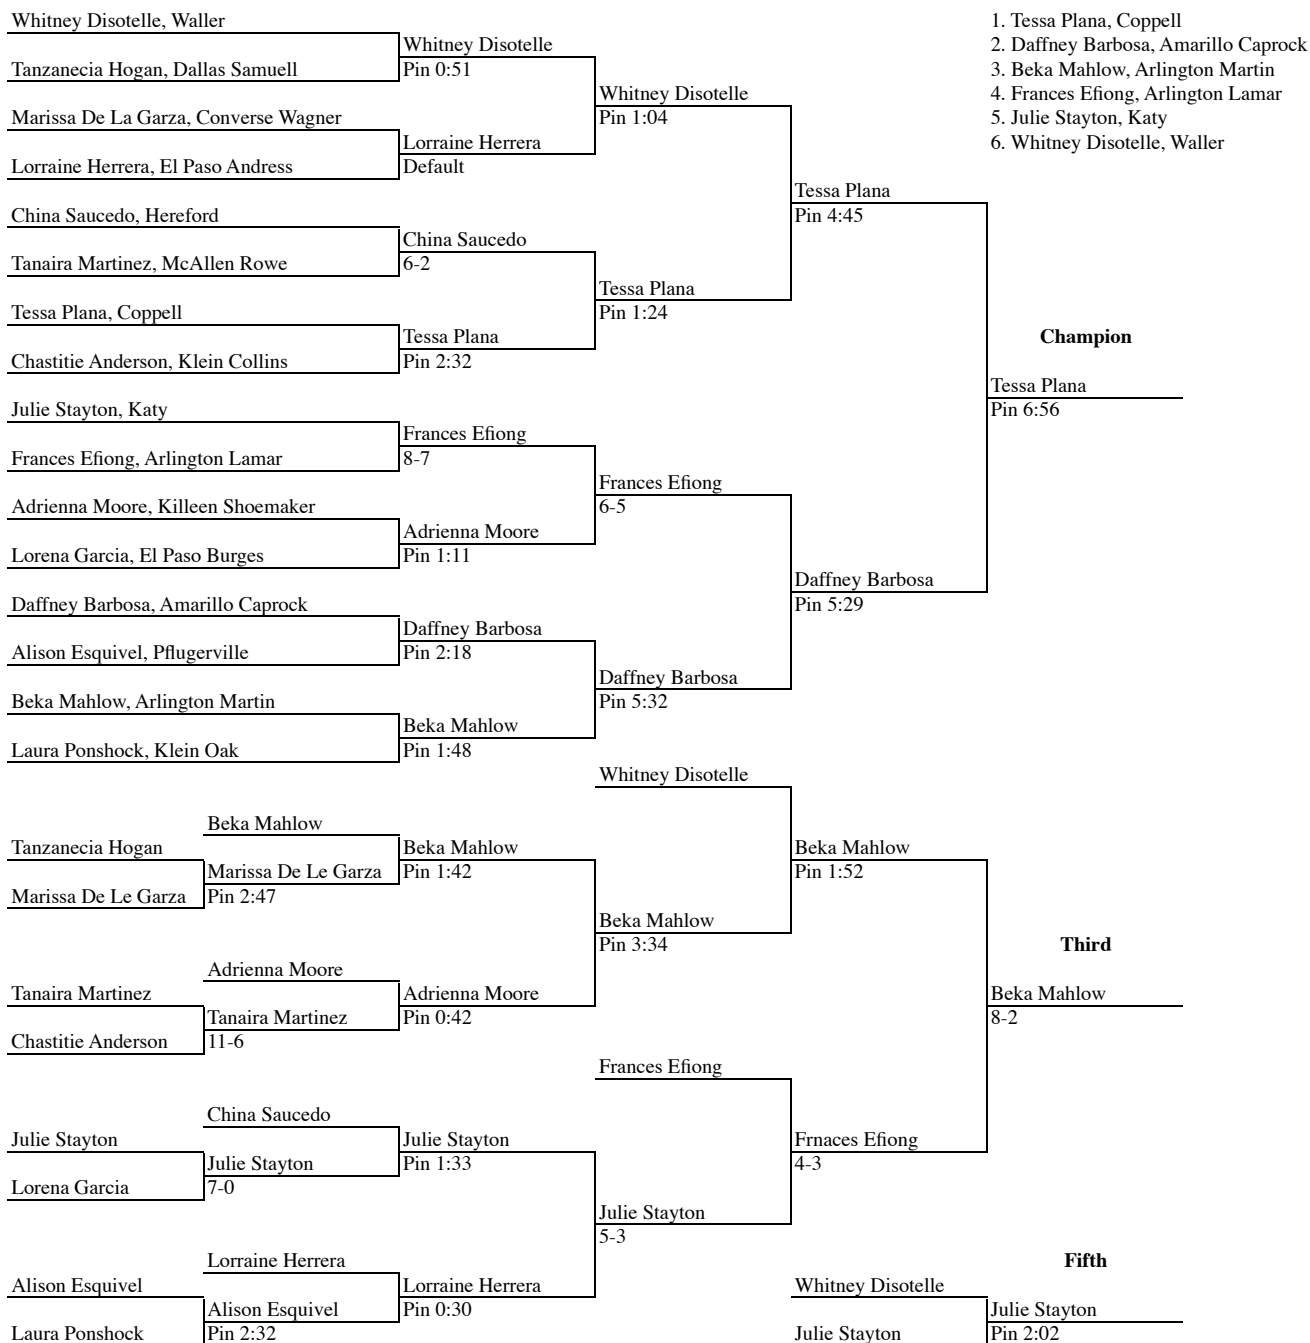 Whitney Disotelle, Waller
Whitney Disotelle
Tanzanecia Hogan, Dallas Samuell
Pin 0:51
Whitney Disotelle
Marissa De La Garza, Converse Wagner
Pin 1:04
Lorraine Herrera
Lorraine Herrera, El Paso Andress
Default
Tessa Plana
China Saucedo, Hereford
Pin 4:45
China Saucedo
Tanaira Martinez, McAllen Rowe
6-2
Tessa Plana
Tessa Plana, Coppell
Pin 1:24
Tessa Plana
Chastitie Anderson, Klein Collins
Pin 2:32
1. Tessa Plana, Coppell
2. Daffney Barbosa, Amarillo Caprock
3. Beka Mahlow, Arlington Martin
4. Frances Efiong, Arlington Lamar
5. Julie Stayton, Katy
6. Whitney Disotelle, Waller
Champion
Tessa Plana
Pin 6:56
Julie Stayton, Katy
Frances Efiong
Frances Efiong, Arlington Lamar
8-7
Frances Efiong
Adrienna Moore, Killeen Shoemaker
6-5
Adrienna Moore
Lorena Garcia, El Paso Burges
Pin 1:11
Daffney Barbosa
Daffney Barbosa, Amarillo Caprock
Pin 5:29
Daffney Barbosa
Alison Esquivel, Pflugerville
Pin 2:18
Daffney Barbosa
Beka Mahlow, Arlington Martin
Pin 5:32
Beka Mahlow
Laura Ponshock, Klein Oak
Pin 1:48
Whitney Disotelle
Beka Mahlow
Tanzanecia Hogan
Beka Mahlow
Beka Mahlow
Marissa De Le Garza
Pin 1:42
Pin 1:52
Marissa De Le Garza
Pin 2:47
Beka Mahlow
Pin 3:34
Third
Adrienna Moore
Tanaira Martinez
Adrienna Moore
Beka Mahlow
Tanaira Martinez
Pin 0:42
8-2
Chastitie Anderson
11-6
Frances Efiong
China Saucedo
Julie Stayton
Julie Stayton
Frnaces Efiong
Julie Stayton
Pin 1:33
4-3
Lorena Garcia
7-0
Julie Stayton
5-3
Lorraine Herrera
Fifth
Alison Esquivel
Lorraine Herrera
Whitney Disotelle
Alison Esquivel
Pin 0:30
Julie Stayton
Laura Ponshock
Pin 2:32
Julie Stayton
Pin 2:02